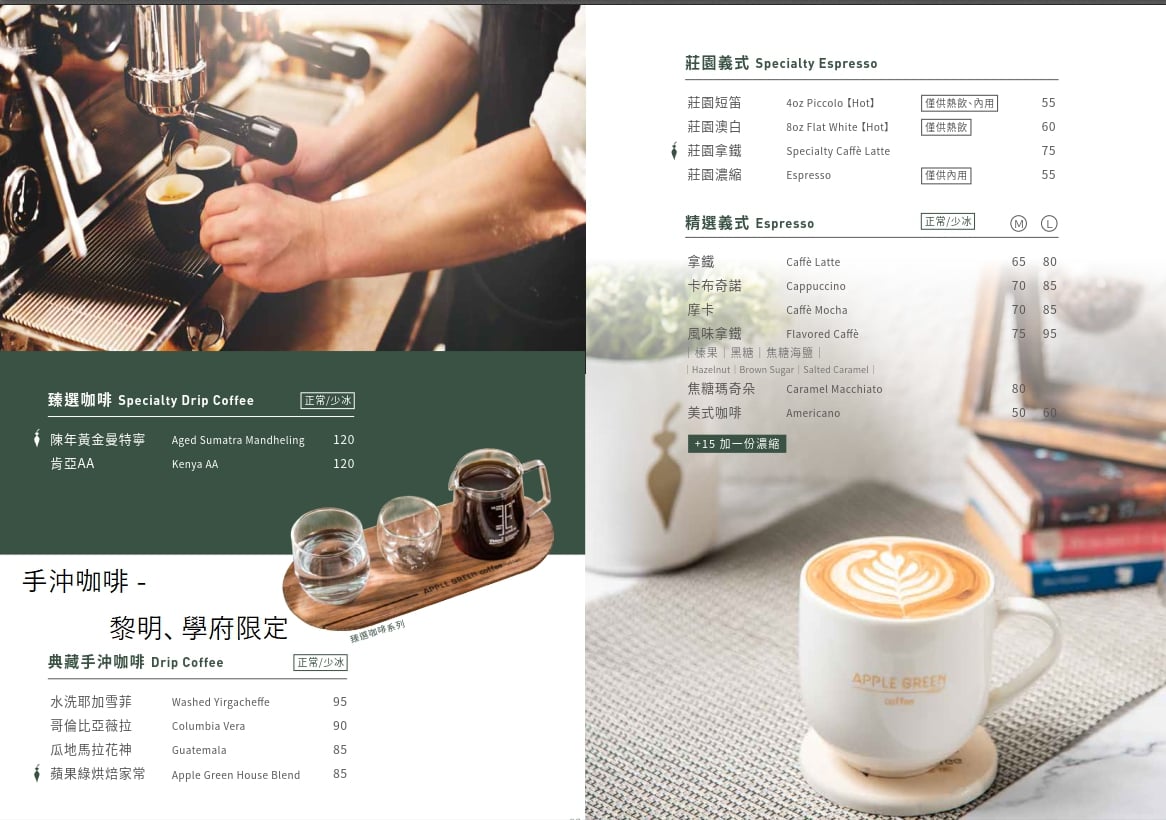 臻選咖啡 Specialty Drip Coffee 正常/少冰
陳年黃金曼特寧 Aged Sumatra Mandheling 120
肯亞AA Kenya AA 120
APPLE GREEN coffee
臻選咖啡系列
手沖咖啡 -
黎明、學府限定
典藏手沖咖啡 Drip Coffee 正常/少冰
水洗耶加雪菲 Washed Yirgacheffe 95
哥倫比亞薇拉 Columbia Vera 90
瓜地馬拉花神 Guatemala 85
蘋果綠烘焙家常 Apple Green House Blend 85
莊園義式 Specialty Espresso
莊園短笛 4oz Piccolo【Hot】 僅供熱飲、內用 55
莊園澳白 8oz Flat White【Hot】 僅供熱飲 60
莊園拿鐵 Specialty Caffè Latte 75
莊園濃縮 Espresso 僅供內用 55
精選義式 Espresso 正常/少冰 M L
拿鐵 Caffè Latte 65 80
卡布奇諾 Cappuccino 70 85
摩卡 Caffè Mocha 70 85
風味拿鐵 Flavored Caffè 75 95
｜榛果｜黑糖｜焦糖海鹽｜
｜Hazelnut｜Brown Sugar｜Salted Caramel｜
焦糖瑪奇朵 Caramel Macchiato 80
美式咖啡 Americano 50 60
+15 加一份濃縮
APPLE GREEN
coffee